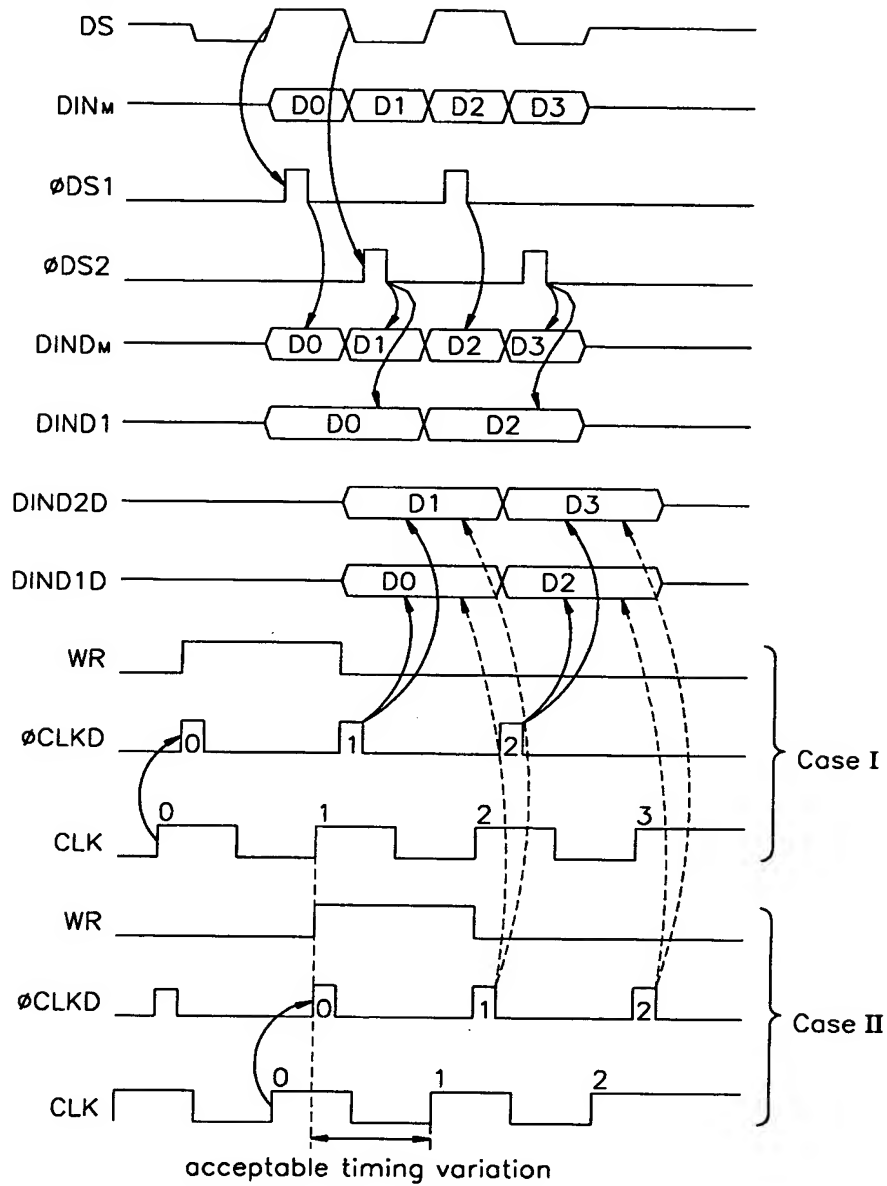 DS
DINM D0 D1 D2 D3
øDS1
øDS2
DINDM D0 D1 D2 D3
DIND1 D0 D2
DIND2D D1 D3
DIND1D D0 D2
WR
øCLKD 0 1 2
Case I
0 1 2 3
CLK
WR
øCLKD 0 1 2
Case II
0 1 2
CLK
acceptable timing variation